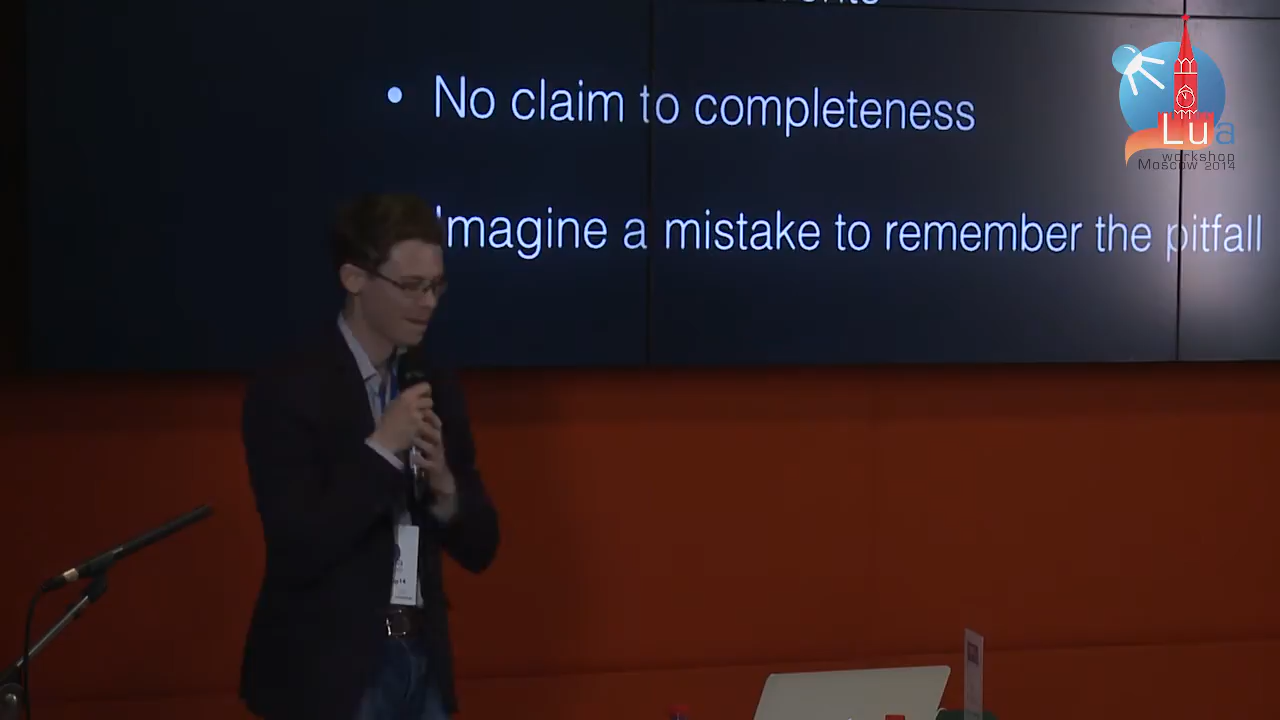 • No claim to completeness
Imagine a mistake to remember the pitfall
Lua
workshop
Moscow 2014